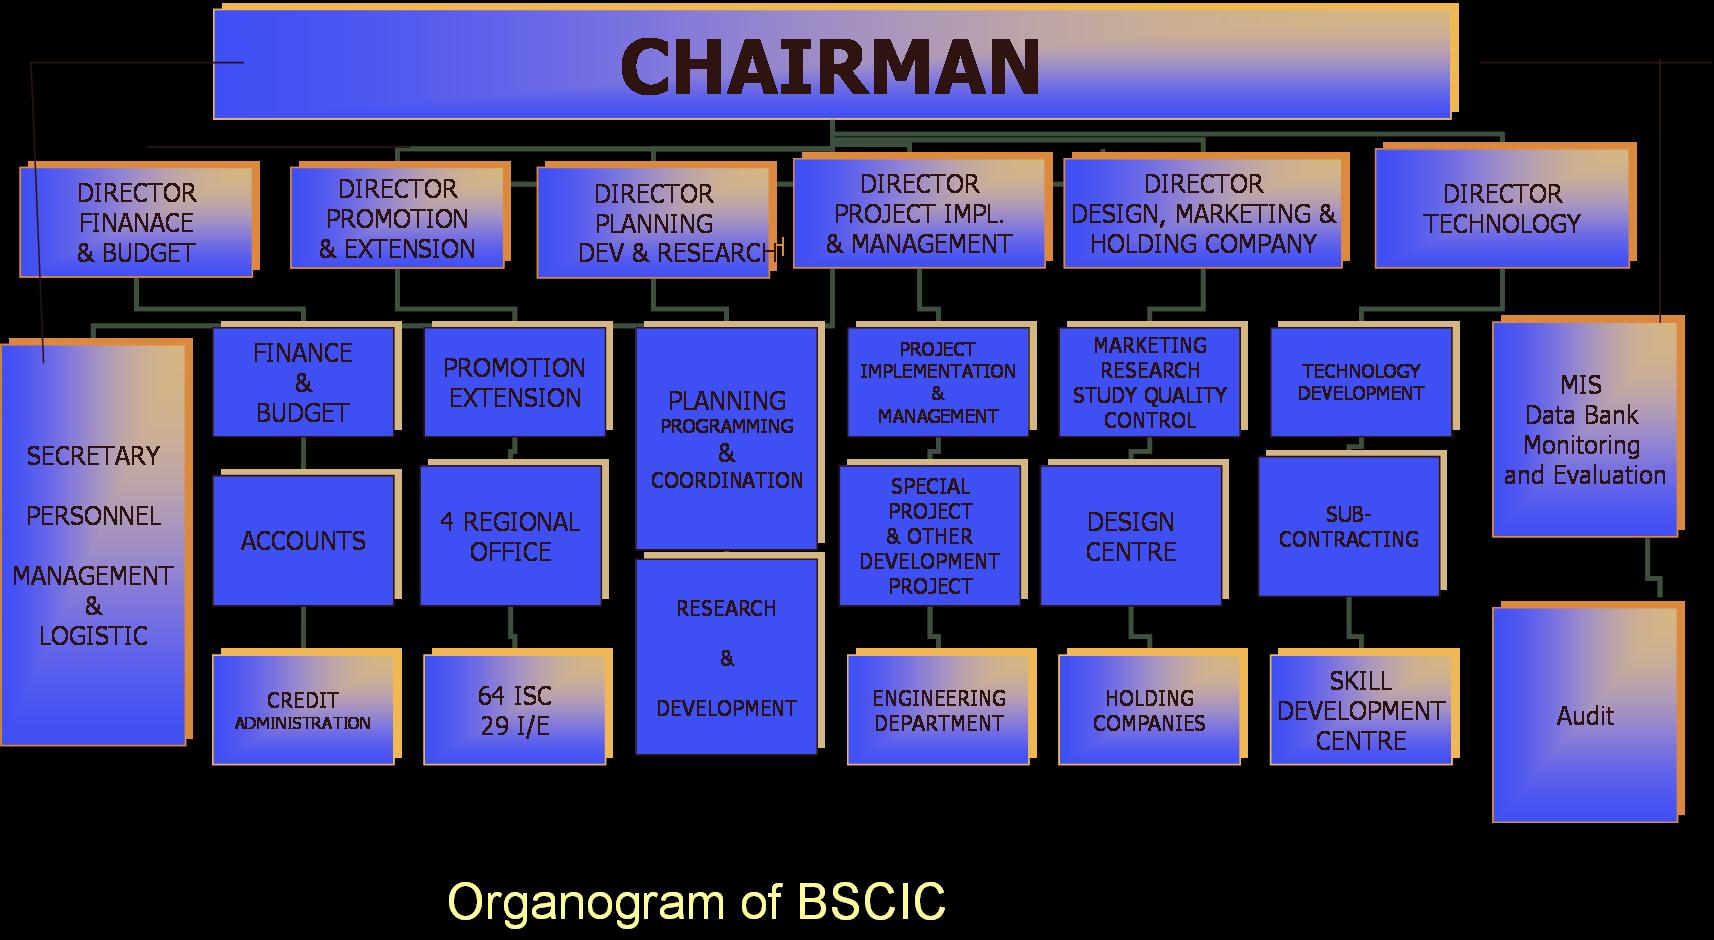 CHAIRMAN
DIRECTOR
FINANACE
& BUDGET
DIRECTOR
PROMOTION
& EXTENSION
DIRECTOR
PLANNING
DEV & RESEARCH
DIRECTOR
PROJECT IMPL.
& MANAGEMENT
DIRECTOR
DESIGN, MARKETING &
HOLDING COMPANY
DIRECTOR
TECHNOLOGY
SECRETARY
PERSONNEL
MANAGEMENT
&
LOGISTIC
FINANCE
&
BUDGET
PROMOTION
EXTENSION
PLANNING
PROGRAMMING
&
COORDINATION
PROJECT
IMPLEMENTATION
&
MANAGEMENT
MARKETING
RESEARCH
STUDY QUALITY
CONTROL
TECHNOLOGY
DEVELOPMENT
MIS
Data Bank
Monitoring
and Evaluation
ACCOUNTS
4 REGIONAL
OFFICE
SPECIAL
PROJECT
& OTHER
DEVELOPMENT
PROJECT
DESIGN
CENTRE
SUB-
CONTRACTING
RESEARCH
&
DEVELOPMENT
CREDIT
ADMINISTRATION
64 ISC
29 I/E
ENGINEERING
DEPARTMENT
HOLDING
COMPANIES
SKILL
DEVELOPMENT
CENTRE
Audit
Organogram of BSCIC